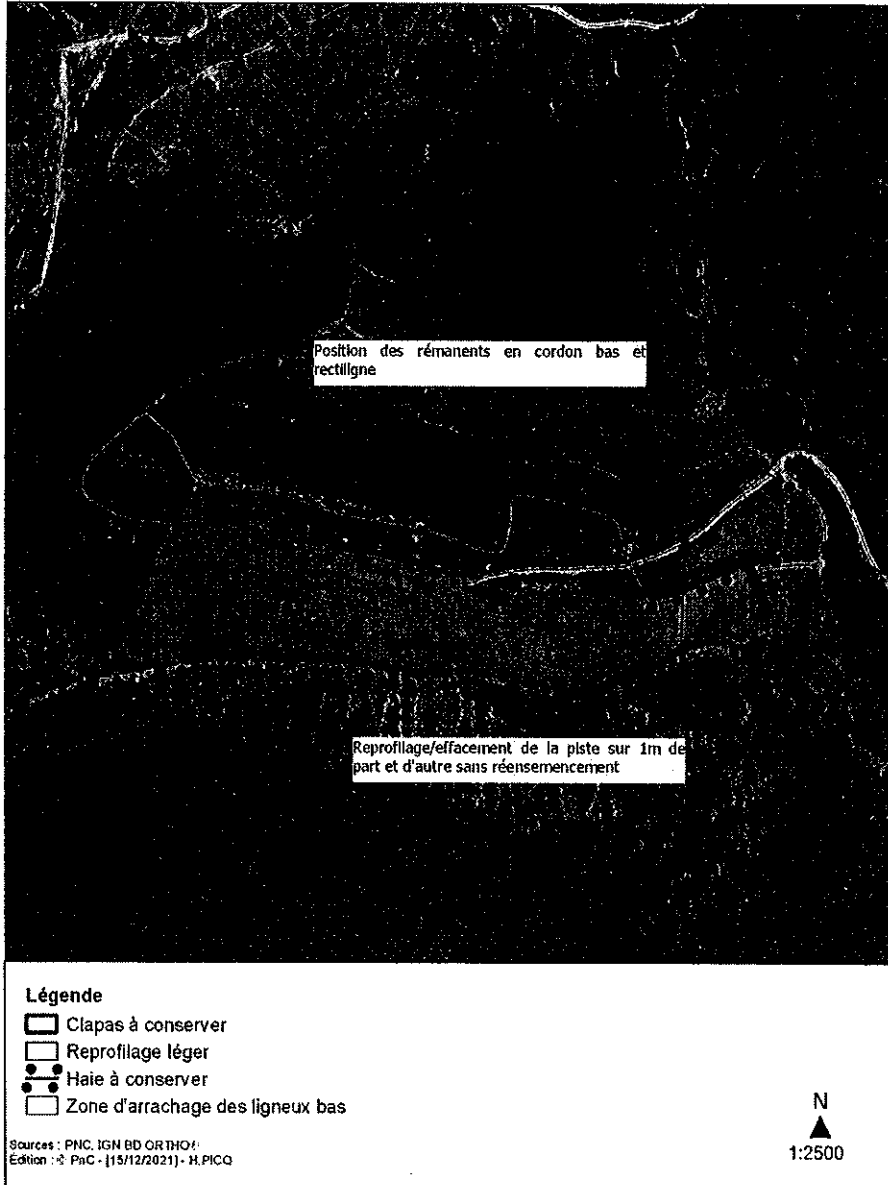 Position des rémanents en cordon bas et
rectiligne
Reprofilage/effacement de la piste sur 1m de
part et d'autre sans réensemencement
Légende
Clapas à conserver
Reprofilage léger
Haie à conserver
Zone d'arrachage des ligneux bas
N
1:2500
Sources : PNC, IGN BD ORTHO®
Édition : © PnC - [15/12/2021] - H.PICQ